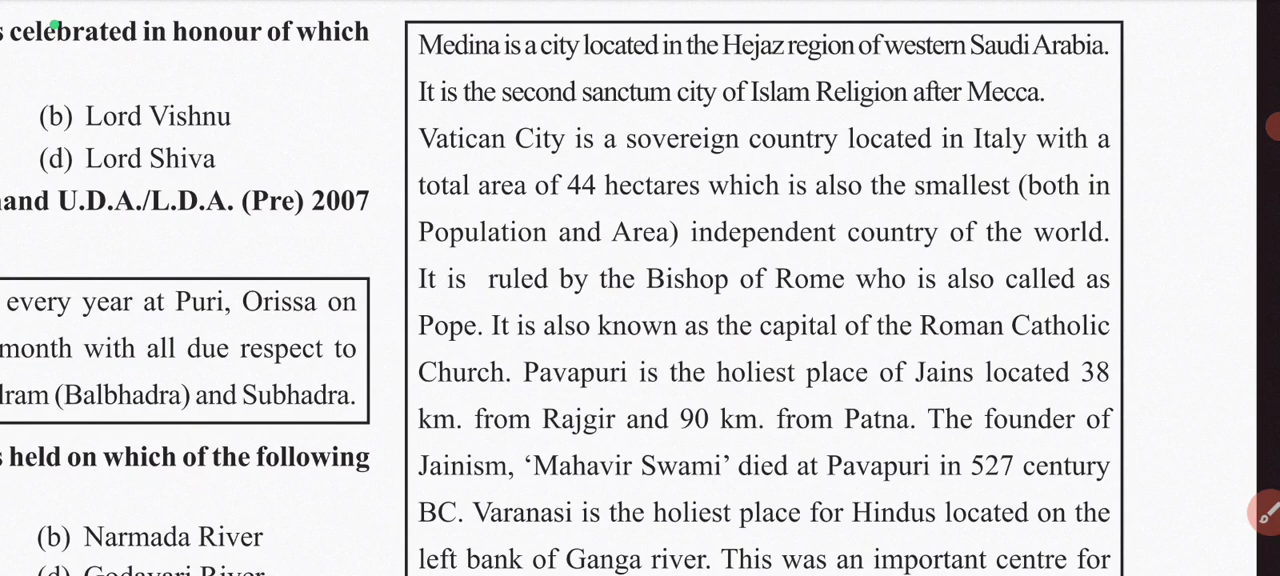 celebrated in honour of which
(b) Lord Vishnu
(d) Lord Shiva
U.D.A./L.D.A. (Pre) 2007
every year at Puri, Orissa on
month with all due respect to
(Balbhadra) and Subhadra.
held on which of the following
(b) Narmada River
(d) Godavari River
Medina is a city located in the Hejaz region of western Saudi Arabia.
It is the second sanctum city of Islam Religion after Mecca.
Vatican City is a sovereign country located in Italy with a
total area of 44 hectares which is also the smallest (both in
Population and Area) independent country of the world.
It is ruled by the Bishop of Rome who is also called as
Pope. It is also known as the capital of the Roman Catholic
Church. Pavapuri is the holiest place of Jains located 38
km. from Rajgir and 90 km. from Patna. The founder of
Jainism, ‘Mahavir Swami’ died at Pavapuri in 527 century
BC. Varanasi is the holiest place for Hindus located on the
left bank of Ganga river. This was an important centre for